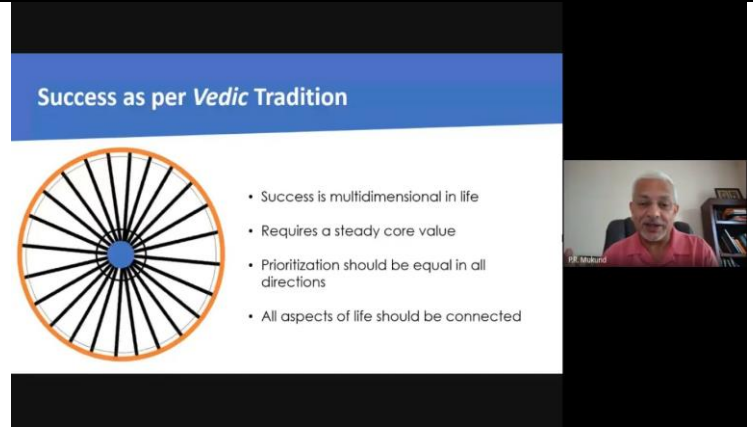 Success as per Vedic Tradition
• Success is multidimensional in life
• Requires a steady core value
• Prioritization should be equal in all
directions
• All aspects of life should be connected
P.R. Mukund